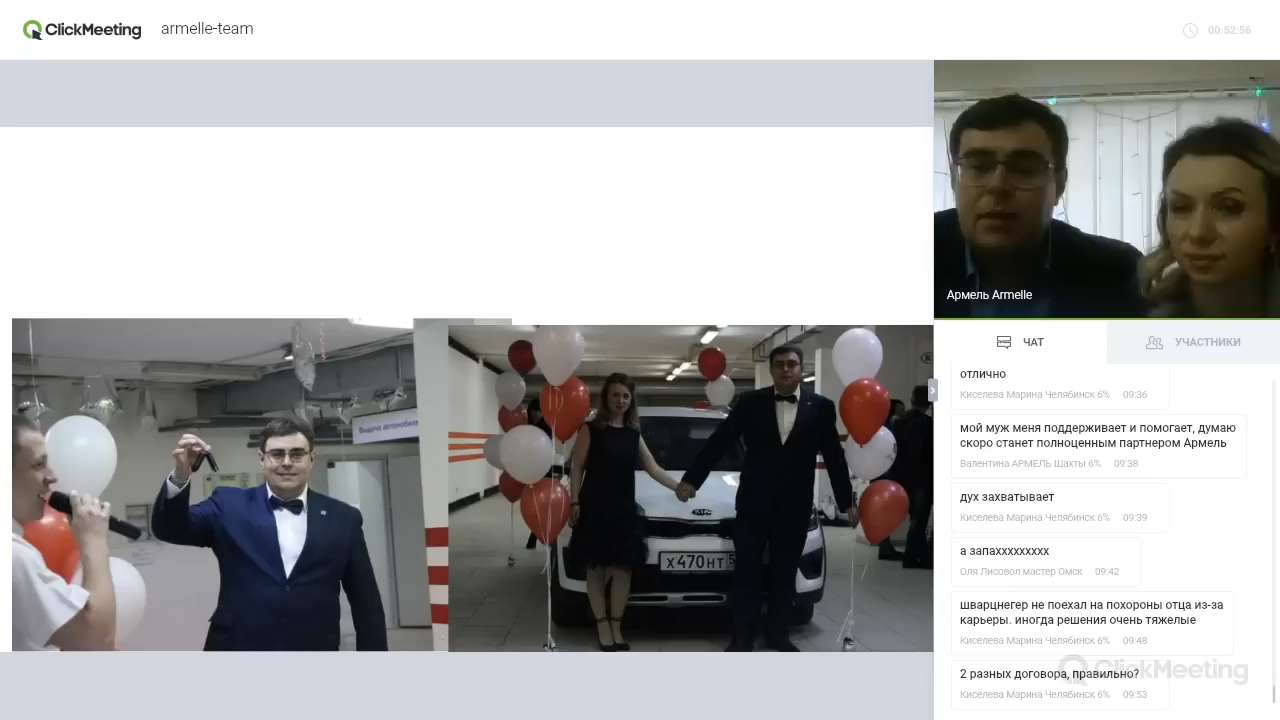 ClickMeeting
armelle-team
00:52:56
Выдача автомобиле
KIA
х470нт
Армель Armelle
ЧАТ
УЧАСТНИКИ
отлично
Киселева Марина Челябинск 6% 09:36
мой муж меня поддерживает и помогает, думаю
скоро станет полноценным партнером Армель
Валентина АРМЕЛЬ Шахты 6% 09:38
дух захватывает
Киселева Марина Челябинск 6% 09:39
а запаххххххххх
Оля Лисовол мастер Омск 09:42
шварцнегер не поехал на похороны отца из-за
карьеры. иногда решения очень тяжелые
Киселева Марина Челябинск 6% 09:48
2 разных договора, правильно?
Киселева Марина Челябинск 6% 09:53
ClickMeeting